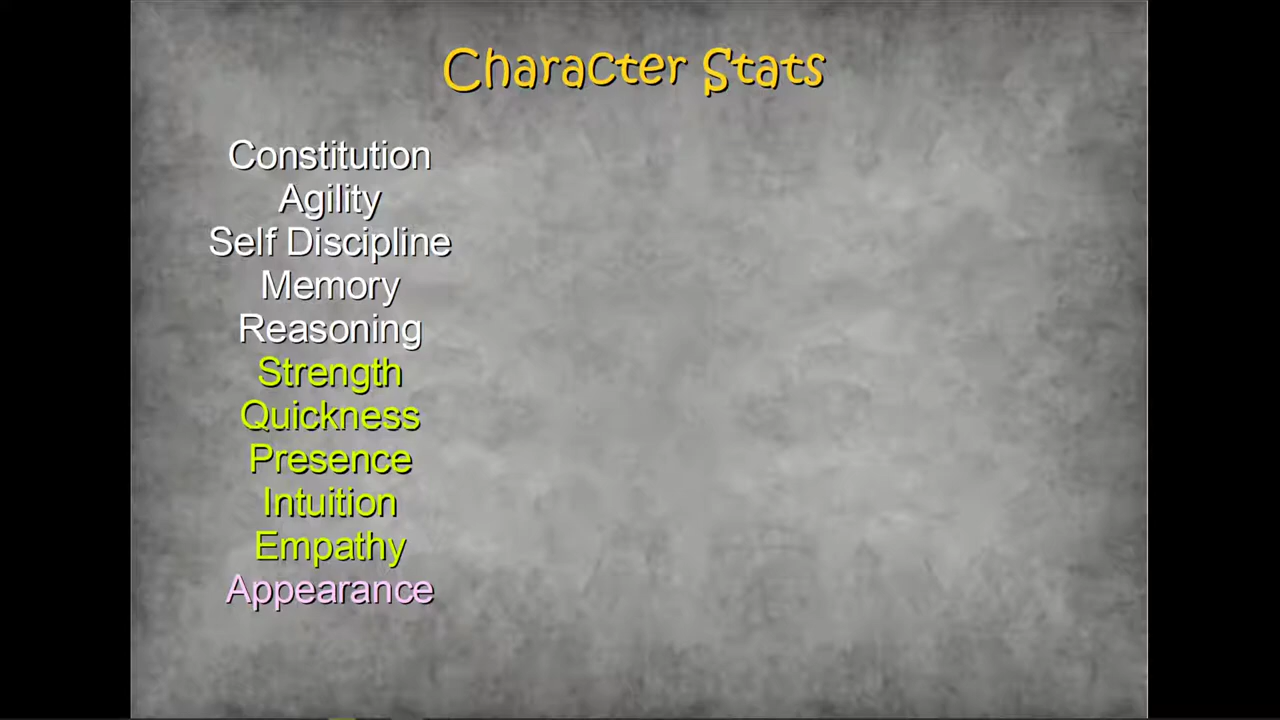 Character Stats
Constitution
Agility
Self Discipline
Memory
Reasoning
Strength
Quickness
Presence
Intuition
Empathy
Appearance